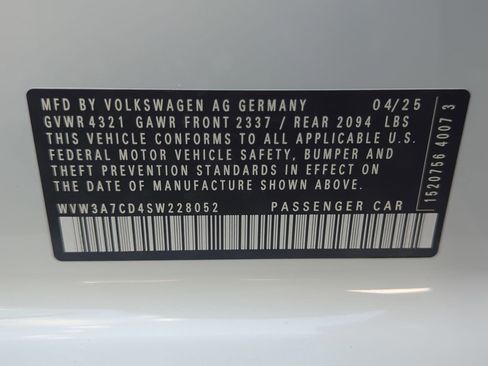 MFD BY VOLKSWAGEN AG GERMANY 04/25
GVWR 4321 GAWR FRONT 2337 / REAR 2094 LBS
THIS VEHICLE CONFORMS TO ALL APPLICABLE U.S.
FEDERAL MOTOR VEHICLE SAFETY, BUMPER AND
THEFT PREVENTION STANDARDS IN EFFECT ON THE
DATE OF MANUFACTURE SHOWN ABOVE.
WVW3A7CD4SW228052 PASSENGER CAR
1520756 4007 3